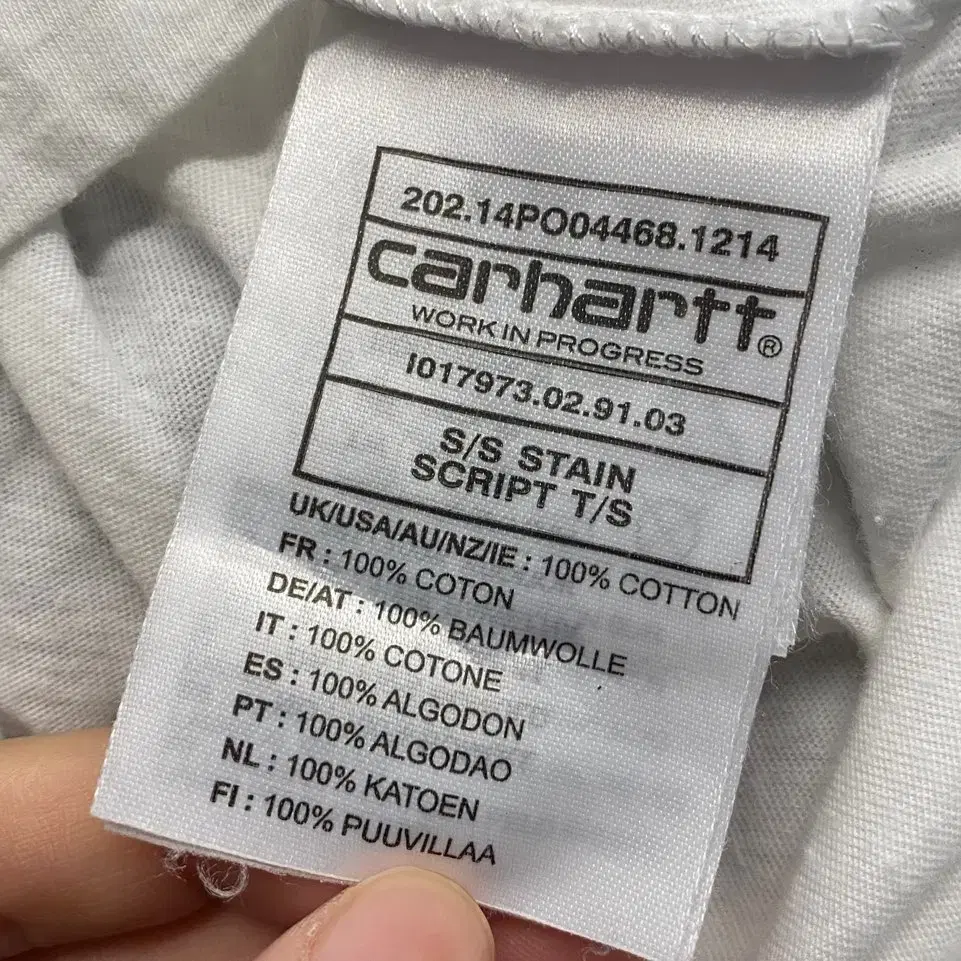 202.14PO04468.1214
carhartt®
WORK IN PROGRESS
I017973.02.91.03
S/S STAIN
SCRIPT T/S
UK/USA/AU/NZ/IE : 100% COTTON
FR : 100% COTON
DE/AT : 100% BAUMWOLLE
IT : 100% COTONE
ES : 100% ALGODON
PT : 100% ALGODAO
NL : 100% KATOEN
FI : 100% PUUVILLAA